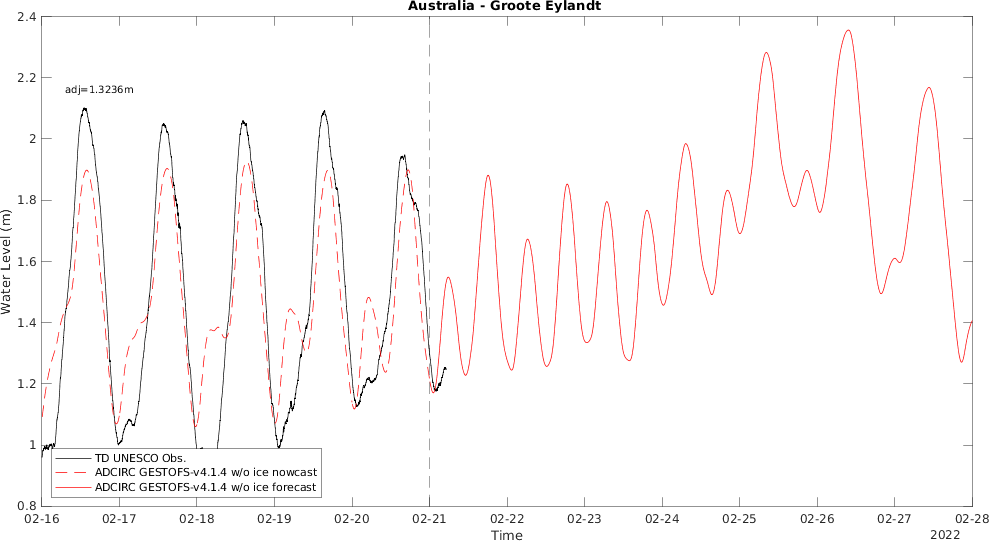 Australia - Groote Eylandt
2.4
2.2
2
1.8
1.6
1.4
1.2
1
0.8
Water Level (m)
adj=1.3236m
TD UNESCO Obs.
ADCIRC GESTOFS-v4.1.4 w/o ice nowcast
ADCIRC GESTOFS-v4.1.4 w/o ice forecast
02-16 02-17 02-18 02-19 02-20 02-21 02-22 02-23 02-24 02-25 02-26 02-27 02-28
Time
2022